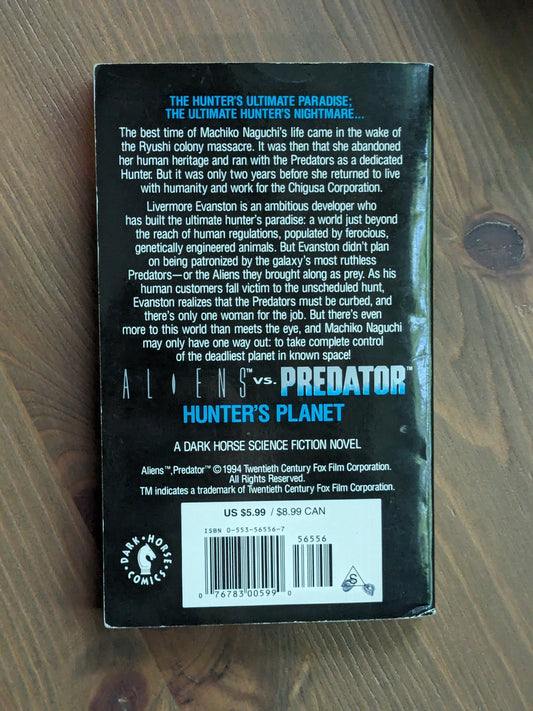 THE HUNTER'S ULTIMATE PARADISE;
THE ULTIMATE HUNTER'S NIGHTMARE...
The best time of Machiko Naguchi's life came in the wake of
the Ryushi colony massacre. It was then that she abandoned
her human heritage and ran with the Predators as a dedicated
Hunter. But it was only two years before she returned to live
with humanity and work for the Chigusa Corporation.
Livermore Evanston is an ambitious developer who
has built the ultimate hunter's paradise: a world just beyond
the reach of human regulations, populated by ferocious,
genetically engineered animals. But Evanston didn't plan
on being patronized by the galaxy's most ruthless
Predators—or the Aliens they brought along as prey. As his
human customers fall victim to the unscheduled hunt,
Evanston realizes that the Predators must be curbed, and
there's only one woman for the job. But there's even
more to this world than meets the eye, and Machiko Naguchi
may only have one way out: to take complete control
of the deadliest planet in known space!
ALIENS™ vs. PREDATOR™
HUNTER'S PLANET
A DARK HORSE SCIENCE FICTION NOVEL
Aliens™, Predator™ © 1994 Twentieth Century Fox Film Corporation.
All Rights Reserved.
TM indicates a trademark of Twentieth Century Fox Film Corporation.
US $5.99 / $8.99 CAN
ISBN 0-553-56556-7
56556
0 76783 00599 0
S
DARK HORSE
COMICS